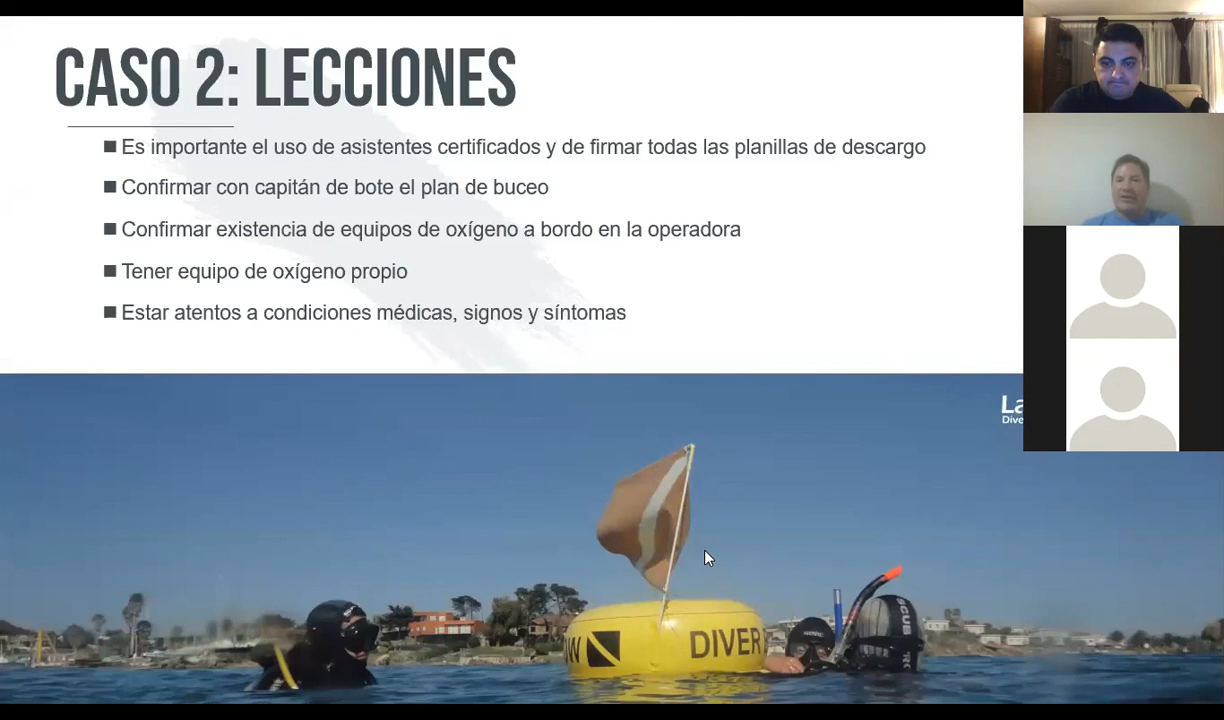 CASO 2: LECCIONES
Es importante el uso de asistentes certificados y de firmar todas las planillas de descargo
Confirmar con capitán de bote el plan de buceo
Confirmar existencia de equipos de oxígeno a bordo en la operadora
Tener equipo de oxígeno propio
Estar atentos a condiciones médicas, signos y síntomas
DIVER
SCUB